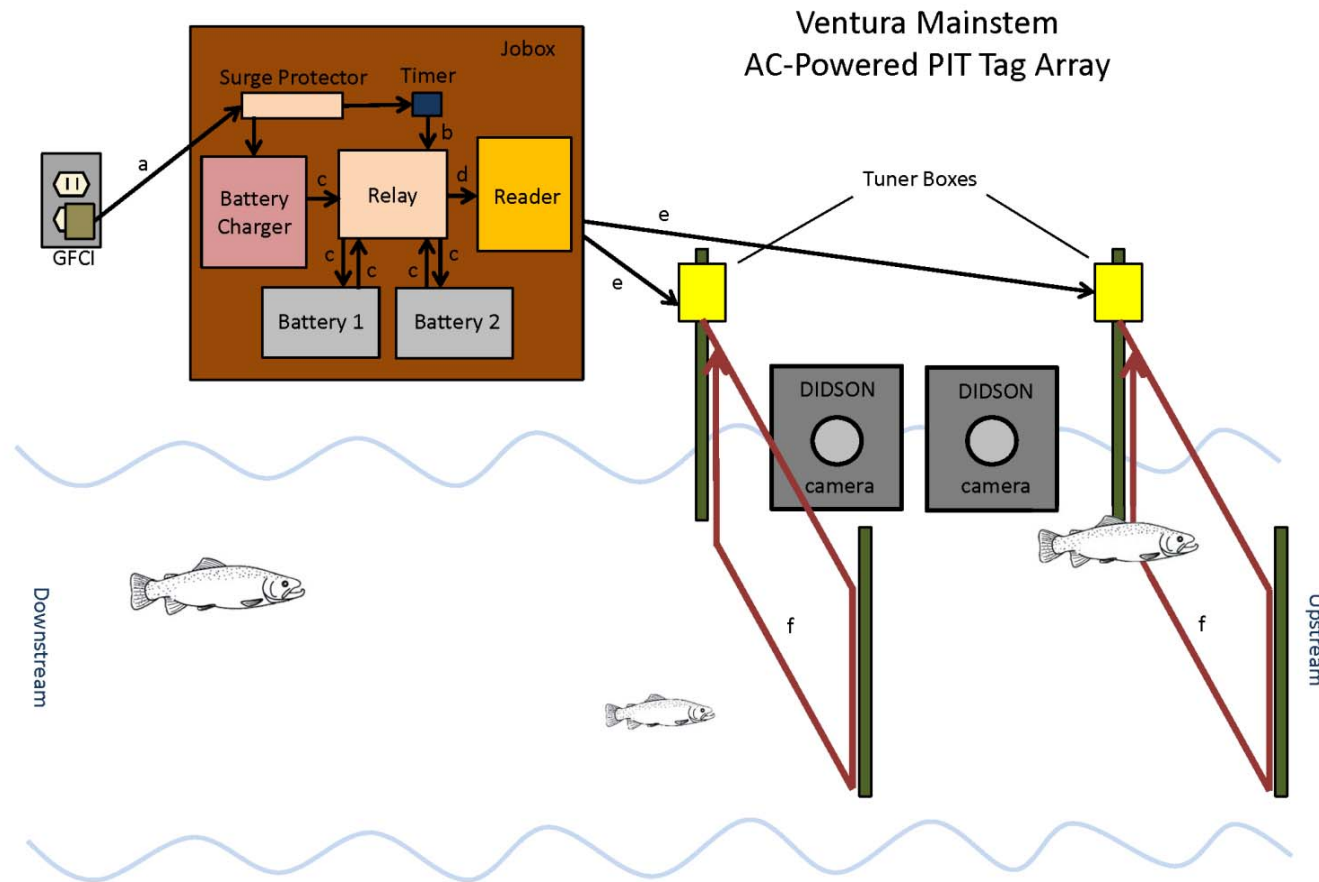 Ventura Mainstem
AC-Powered PIT Tag Array
Jobox
Surge Protector
Timer
a
b
GFCI
Battery
Charger
c
Relay
d
Reader
c
c
c
c
Battery 1
Battery 2
Tuner Boxes
e
e
DIDSON
camera
DIDSON
camera
Downstream
Upstream
f
f